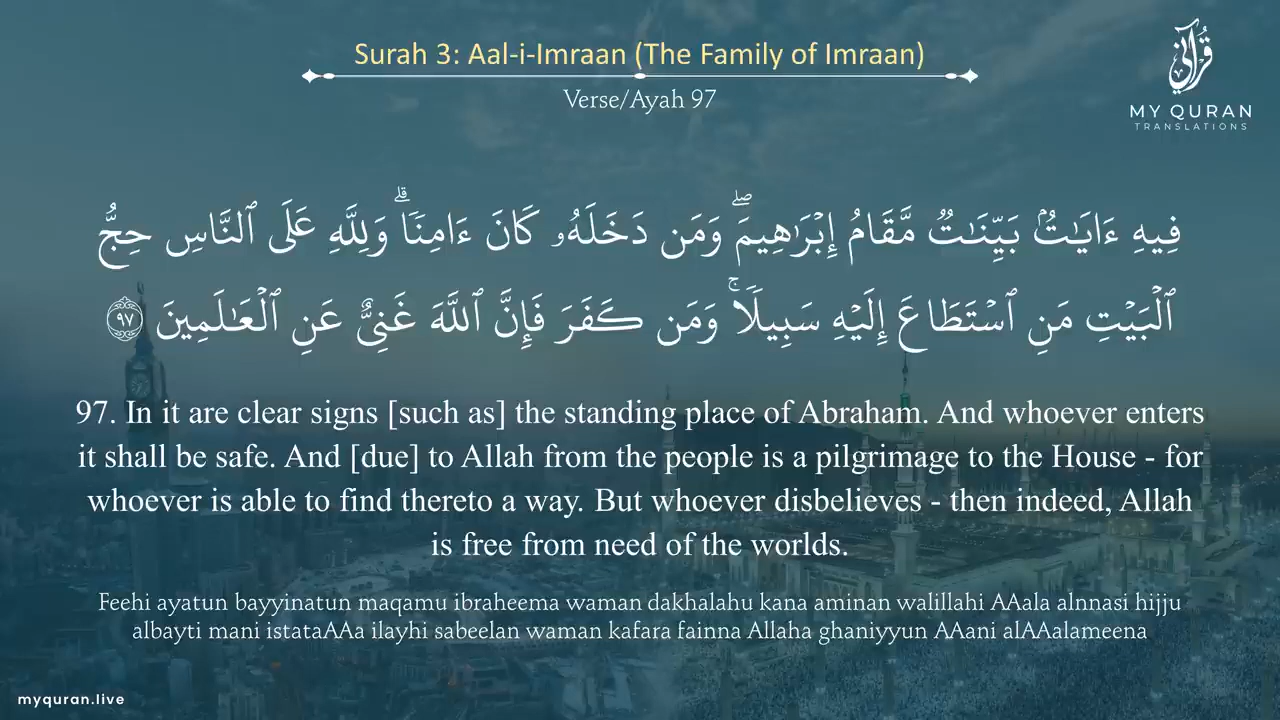 Surah 3: Aal-i-Imraan (The Family of Imraan)
Verse/Ayah 97
قرآني
MY QURAN
TRANSLATIONS
فِيهِ ءَايَـٰتٌۢ بَيِّنَـٰتٌ مَّقَامُ إِبْرَٰهِيمَ ۖ وَمَن دَخَلَهُۥ كَانَ ءَامِنًا ۗ وَلِلَّهِ عَلَى ٱلنَّاسِ حِجُّ
ٱلْبَيْتِ مَنِ ٱسْتَطَاعَ إِلَيْهِ سَبِيلًا ۚ وَمَن كَفَرَ فَإِنَّ ٱللَّهَ غَنِىٌّ عَنِ ٱلْعَـٰلَمِينَ ٩٧
97. In it are clear signs [such as] the standing place of Abraham. And whoever enters
it shall be safe. And [due] to Allah from the people is a pilgrimage to the House - for
whoever is able to find thereto a way. But whoever disbelieves - then indeed, Allah
is free from need of the worlds.
Feehi ayatun bayyinatun maqamu ibraheema waman dakhalahu kana aminan walillahi AAala alnnasi hijju
albayti mani istataAAa ilayhi sabeelan waman kafara fainna Allaha ghaniyyun AAani alAAalameena
myquran.live